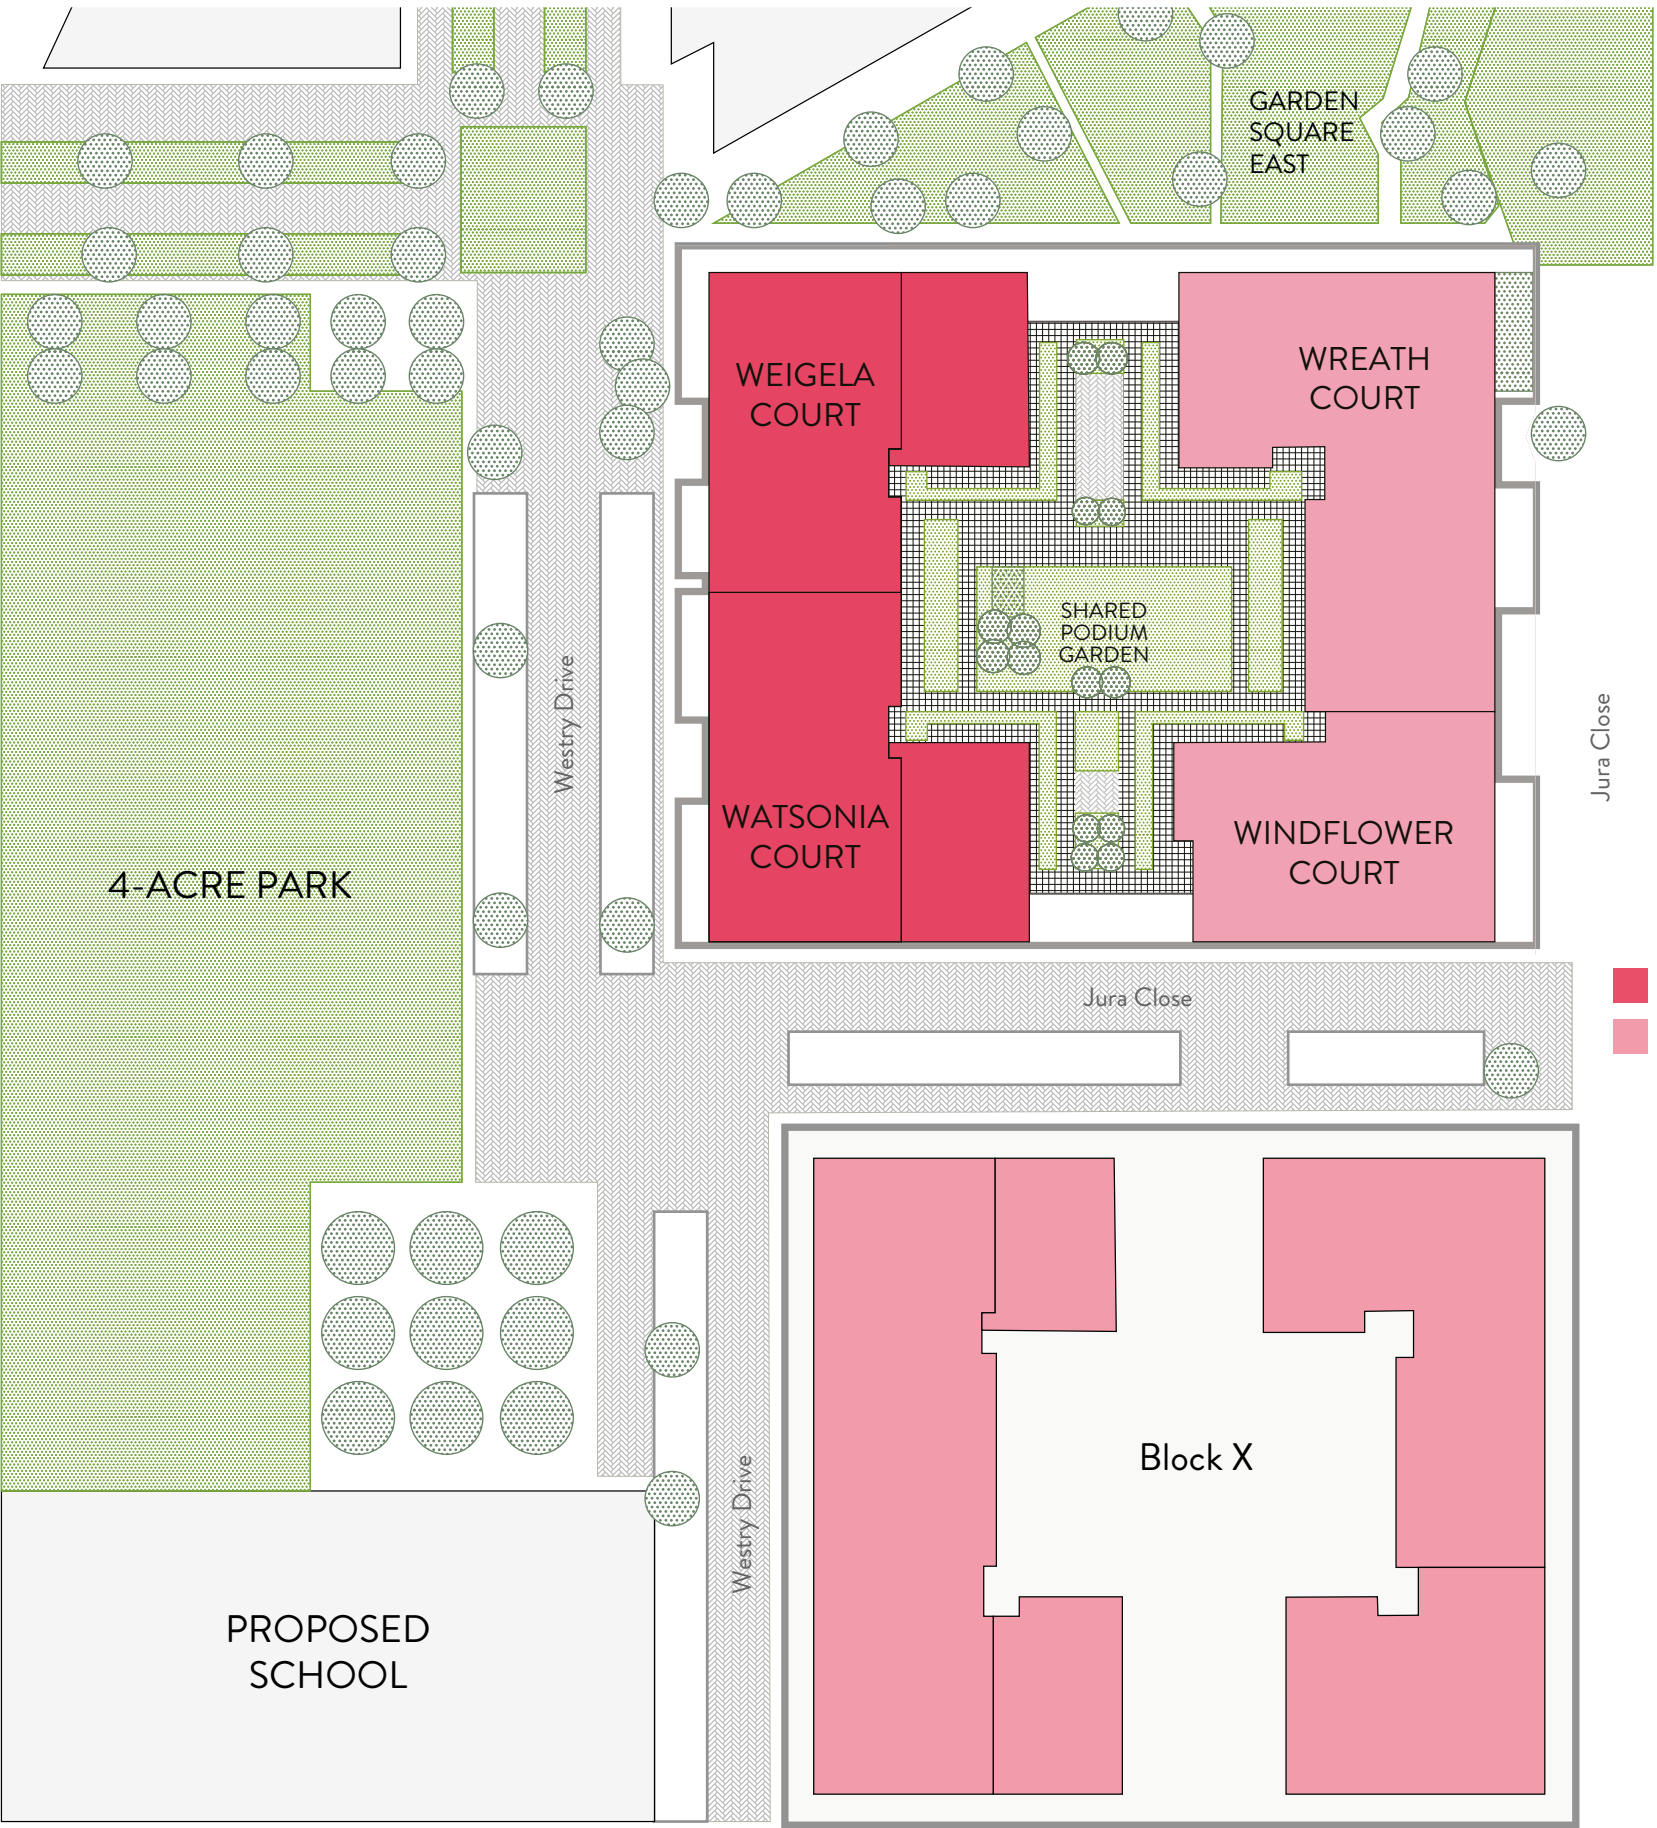 GARDEN
SQUARE
EAST
WEIGELA
COURT
WREATH
COURT
SHARED
PODIUM
GARDEN
Westry Drive
Jura Close
WATSONIA
COURT
WINDFLOWER
COURT
4-ACRE PARK
Jura Close
Block X
Westry Drive
PROPOSED
SCHOOL